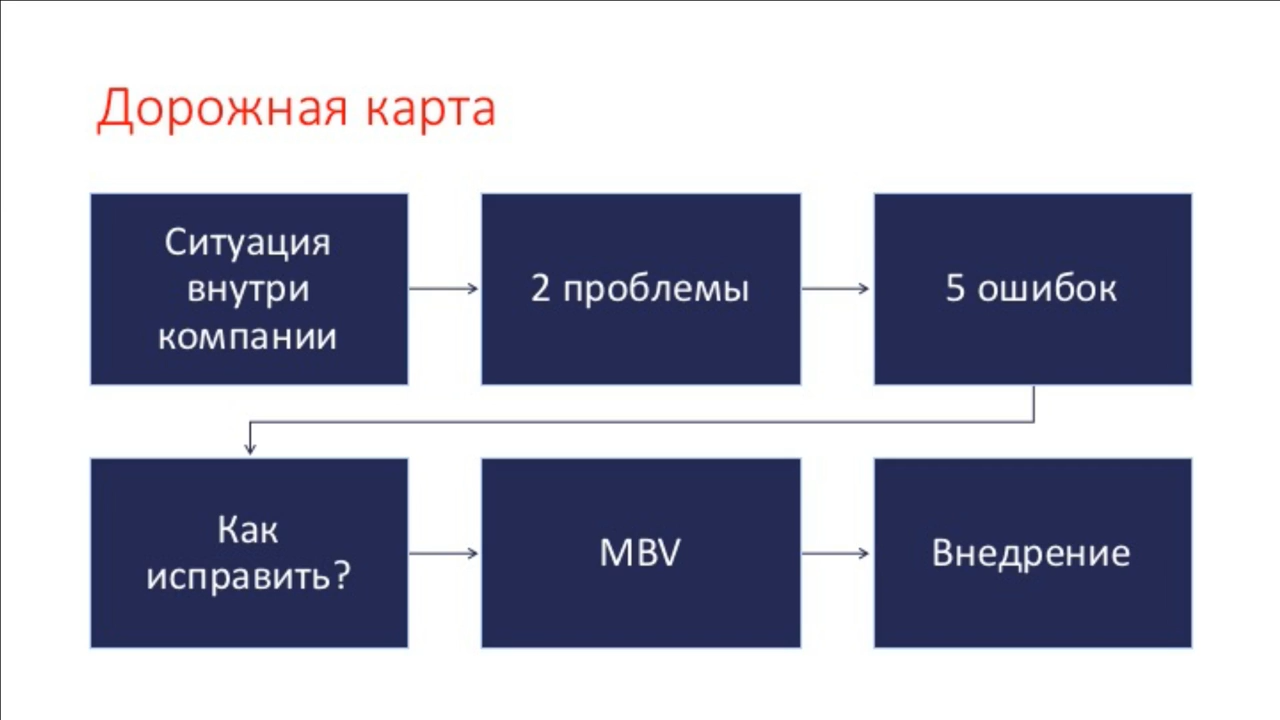 Дорожная карта
Ситуация
внутри
компании
2 проблемы
5 ошибок
Как
исправить?
MBV
Внедрение